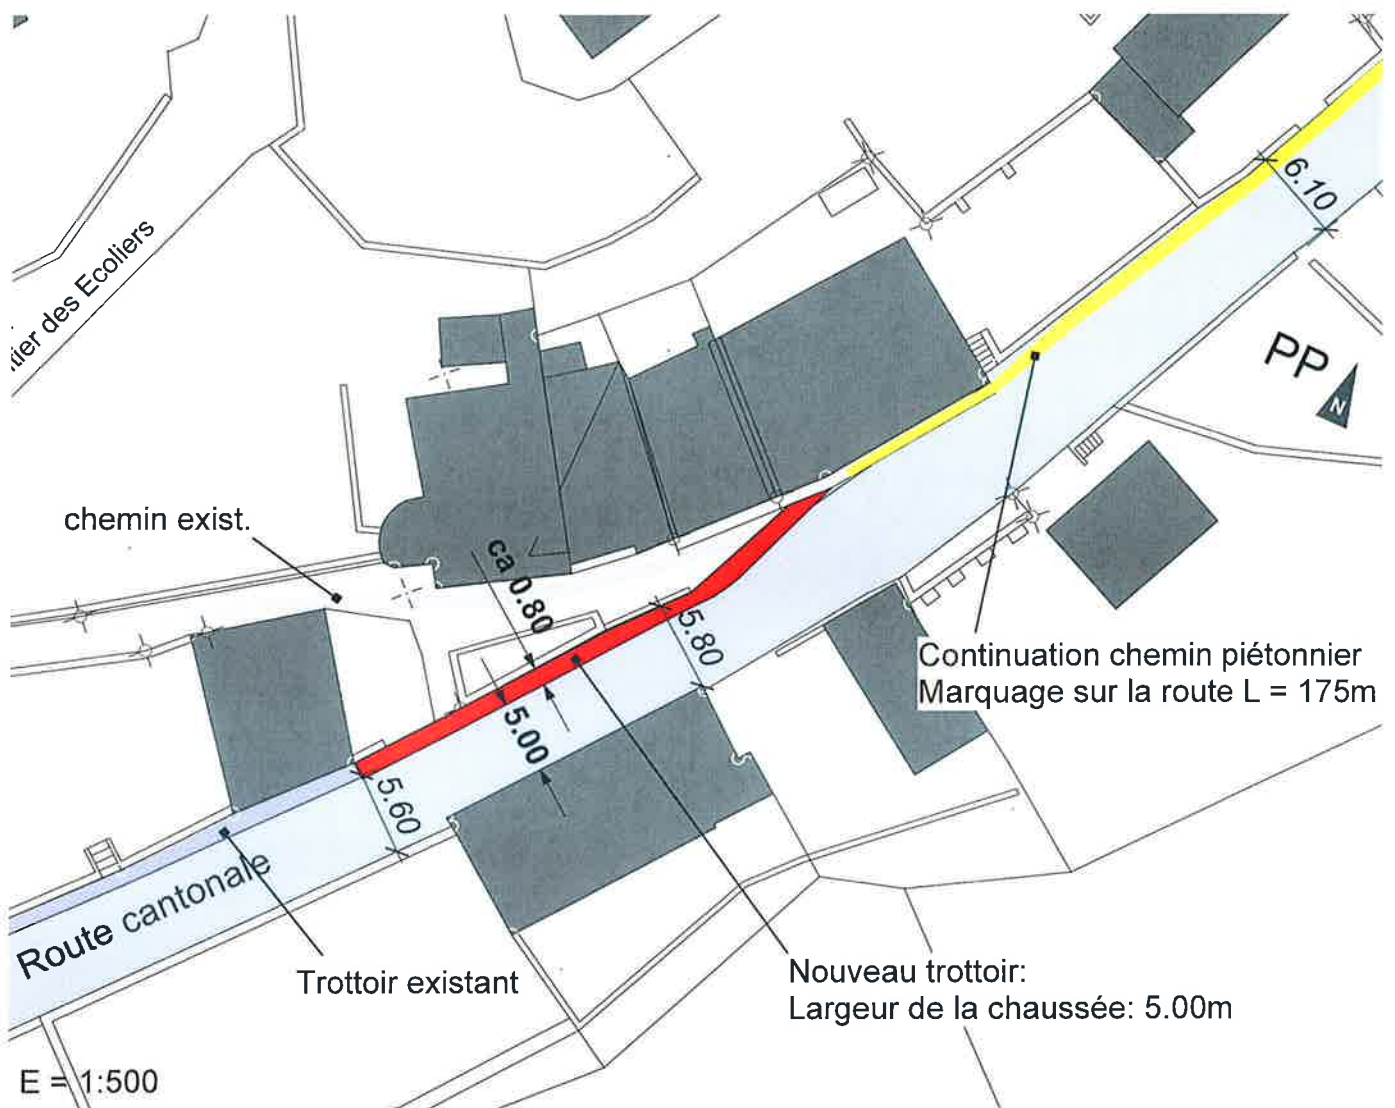 6.10
tier des Ecoliers
PP
N
chemin exist.
ca 0.80
5.80
Continuation chemin piétonnier
Marquage sur la route L = 175m
5.00
5.60
Route cantonale
Trottoir existant
Nouveau trottoir:
Largeur de la chaussée: 5.00m
E = 1:500